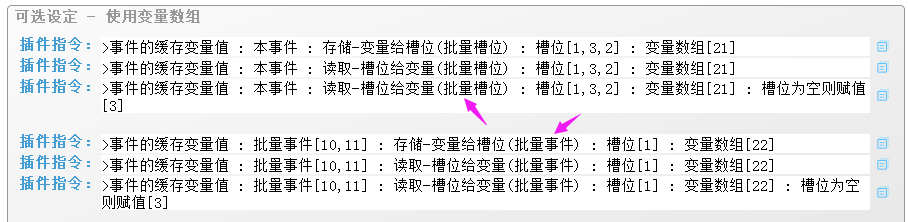 可选设定 - 使用变量数组
插件指令：>事件的缓存变量值 : 本事件 : 存储-变量给槽位(批量槽位) : 槽位[1,3,2] : 变量数组[21]
插件指令：>事件的缓存变量值 : 本事件 : 读取-槽位给变量(批量槽位) : 槽位[1,3,2] : 变量数组[21]
插件指令：>事件的缓存变量值 : 本事件 : 读取-槽位给变量(批量槽位) : 槽位[1,3,2] : 变量数组[21] : 槽位为空则赋值
[3]
插件指令：>事件的缓存变量值 : 批量事件[10,11] : 存储-变量给槽位(批量事件) : 槽位[1] : 变量数组[22]
插件指令：>事件的缓存变量值 : 批量事件[10,11] : 读取-槽位给变量(批量事件) : 槽位[1] : 变量数组[22]
插件指令：>事件的缓存变量值 : 批量事件[10,11] : 读取-槽位给变量(批量事件) : 槽位[1] : 变量数组[22] : 槽位为空
则赋值[3]